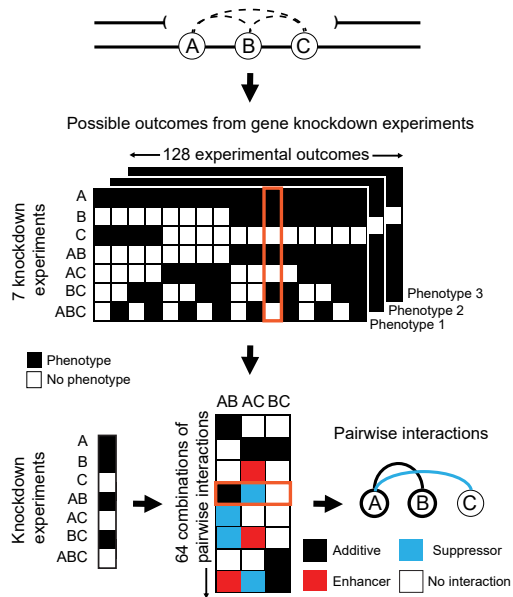 A B C
Possible outcomes from gene knockdown experiments
128 experimental outcomes
7 knockdown
experiments
A
B
C
AB
AC
BC
ABC
Phenotype 3
Phenotype 2
Phenotype 1
Phenotype
No phenotype
Knockdown
experiments
A
B
C
AB
AC
BC
ABC
64 combinations of
pairwise interactions
AB AC BC
Pairwise interactions
A B C
Additive
Suppressor
Enhancer
No interaction